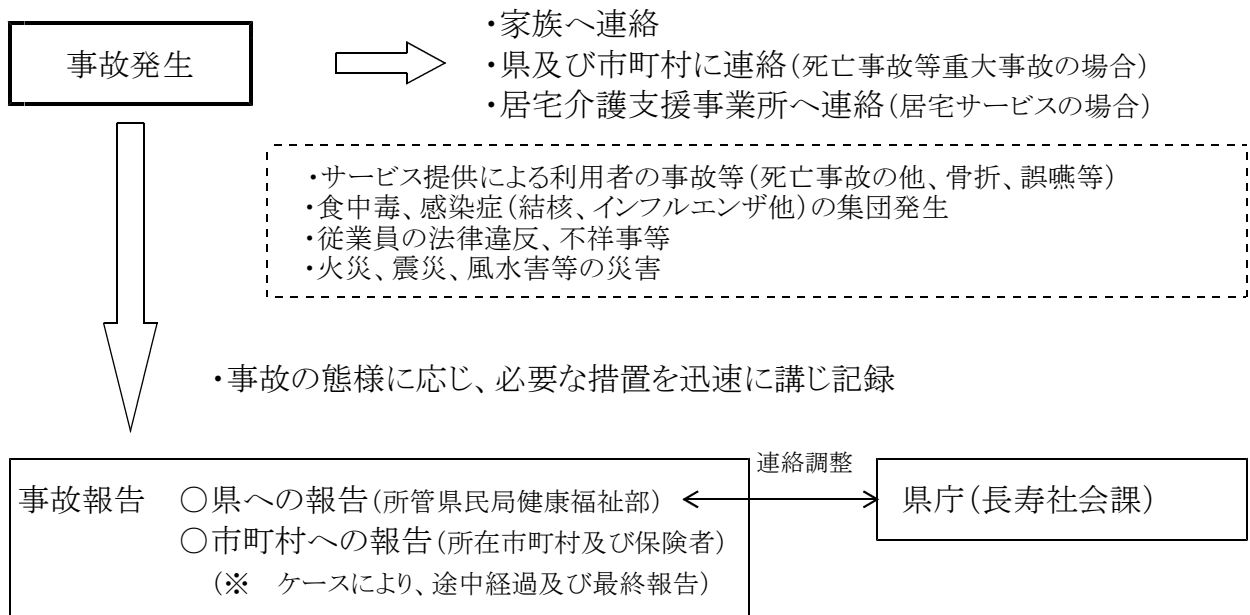 事故発生
・家族へ連絡
・県及び市町村に連絡(死亡事故等重大事故の場合)
・居宅介護支援事業所へ連絡(居宅サービスの場合)
・サービス提供による利用者の事故等(死亡事故の他、骨折、誤嚥等)
・食中毒、感染症(結核、インフルエンザ他)の集団発生
・従業員の法律違反、不祥事等
・火災、震災、風水害等の災害
・事故の態様に応じ、必要な措置を迅速に講じ記録
事故報告　○県への報告(所管県民局健康福祉部)
○市町村への報告(所在市町村及び保険者)
(※　ケースにより、途中経過及び最終報告)
連絡調整
県庁(長寿社会課)